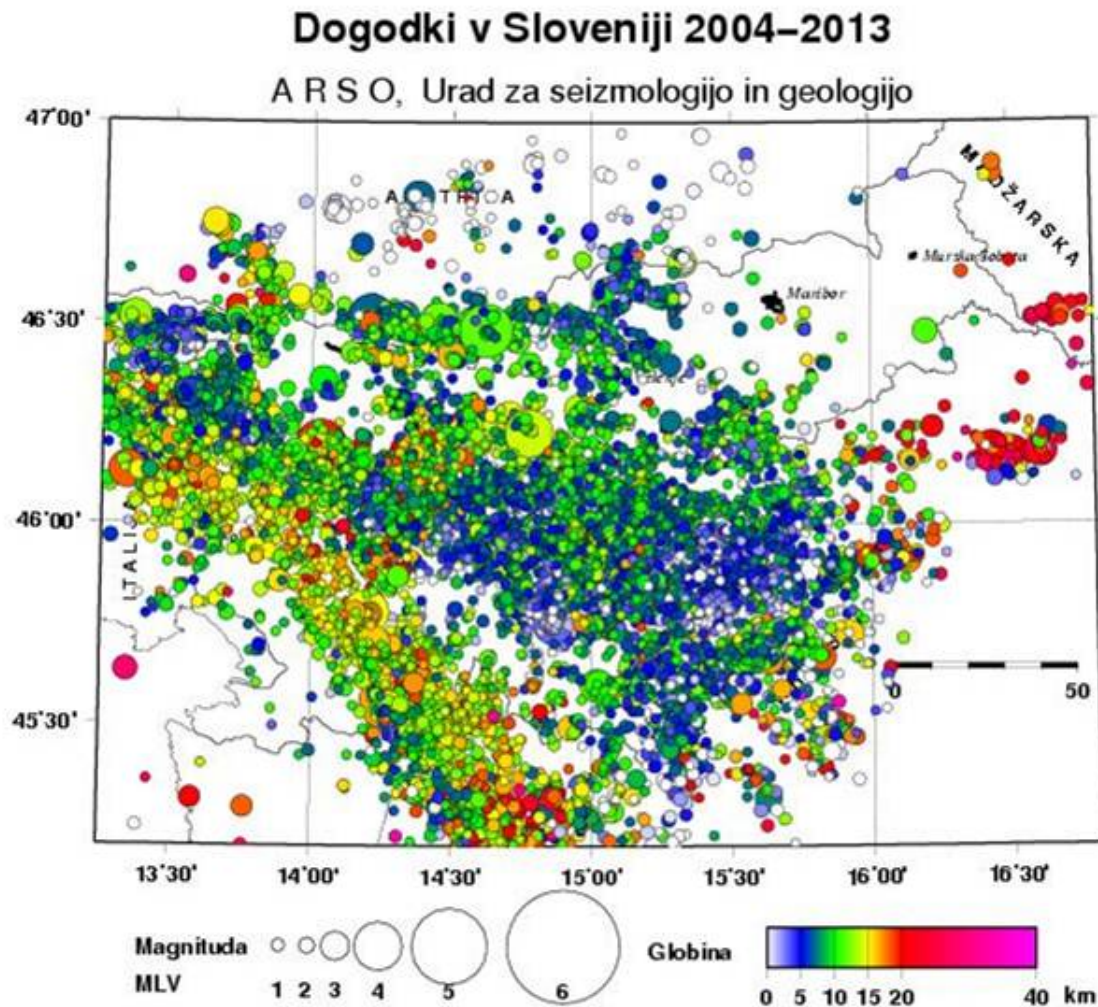 Dogodki v Sloveniji 2004–2013
A R S O, Urad za seizmologijo in geologijo
47˚00'
46˚30'
46˚00'
45˚30'
MADŽARSKA
Murska Sobota
Maribor
ITALIJA
0 50
13˚30' 14˚00' 14˚30' 15˚00' 15˚30' 16˚00' 16˚30'
Magnituda
MLV
1 2 3 4 5 6
Globina
0 5 10 15 20 40 km